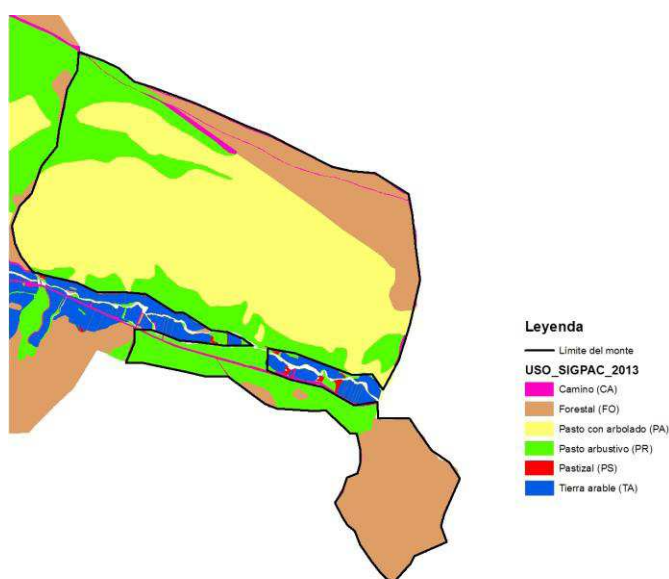 Leyenda
Límite del monte
USO_SIGPAC_2013
Camino (CA)
Forestal (FO)
Pasto con arbolado (PA)
Pasto arbustivo (PR)
Pastizal (PS)
Tierra arable (TA)